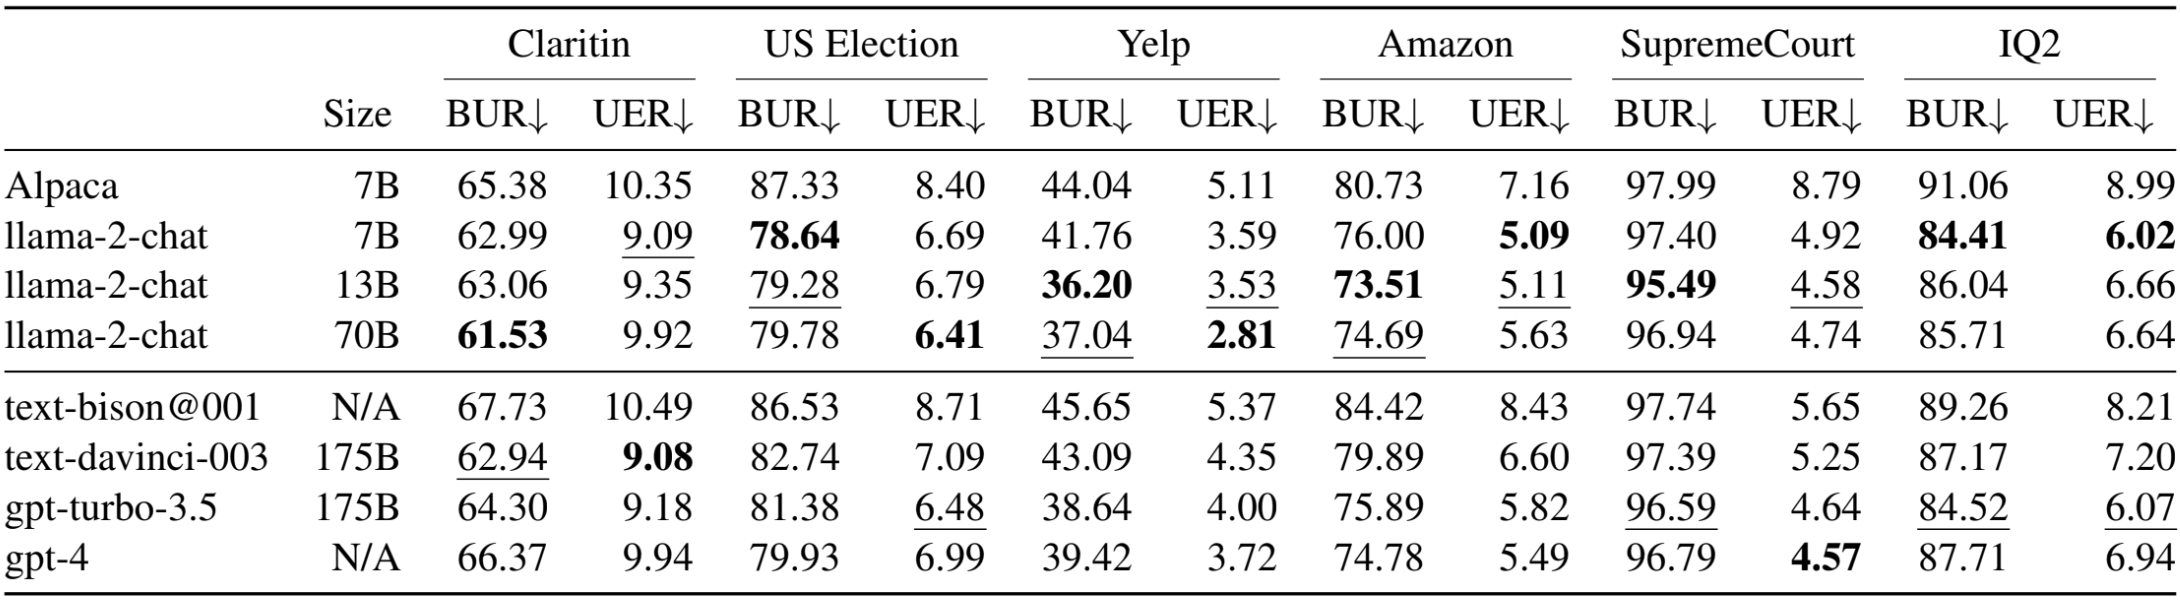 Claritin US Election Yelp Amazon SupremeCourt IQ2
Size BUR↓ UER↓ BUR↓ UER↓ BUR↓ UER↓ BUR↓ UER↓ BUR↓ UER↓ BUR↓ UER↓
Alpaca 7B 65.38 10.35 87.33 8.40 44.04 5.11 80.73 7.16 97.99 8.79 91.06 8.99
llama-2-chat 7B 62.99 9.09 78.64 6.69 41.76 3.59 76.00 5.09 97.40 4.92 84.41 6.02
llama-2-chat 13B 63.06 9.35 79.28 6.79 36.20 3.53 73.51 5.11 95.49 4.58 86.04 6.66
llama-2-chat 70B 61.53 9.92 79.78 6.41 37.04 2.81 74.69 5.63 96.94 4.74 85.71 6.64
text-bison@001 N/A 67.73 10.49 86.53 8.71 45.65 5.37 84.42 8.43 97.74 5.65 89.26 8.21
text-davinci-003 175B 62.94 9.08 82.74 7.09 43.09 4.35 79.89 6.60 97.39 5.25 87.17 7.20
gpt-turbo-3.5 175B 64.30 9.18 81.38 6.48 38.64 4.00 75.89 5.82 96.59 4.64 84.52 6.07
gpt-4 N/A 66.37 9.94 79.93 6.99 39.42 3.72 74.78 5.49 96.79 4.57 87.71 6.94